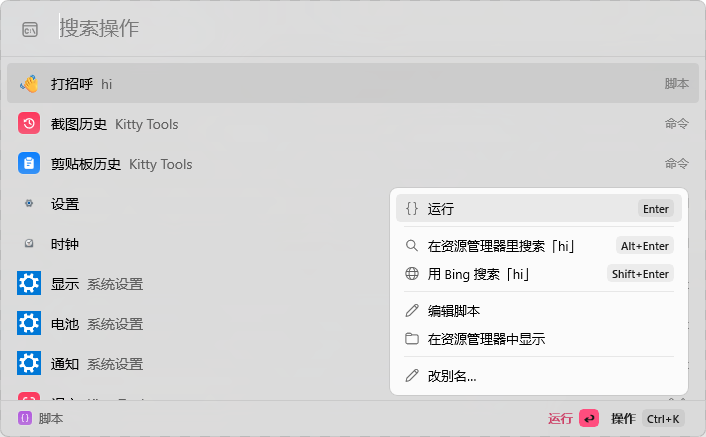 搜索操作
打招呼 hi 脚本
截图历史 Kitty Tools 命令
剪贴板历史 Kitty Tools 命令
设置
时钟
显示 系统设置
电池 系统设置
通知 系统设置
运行 Enter
在资源管理器里搜索「hi」 Alt+Enter
用 Bing 搜索「hi」 Shift+Enter
编辑脚本
在资源管理器中显示
改别名...
脚本 运行 操作 Ctrl+K